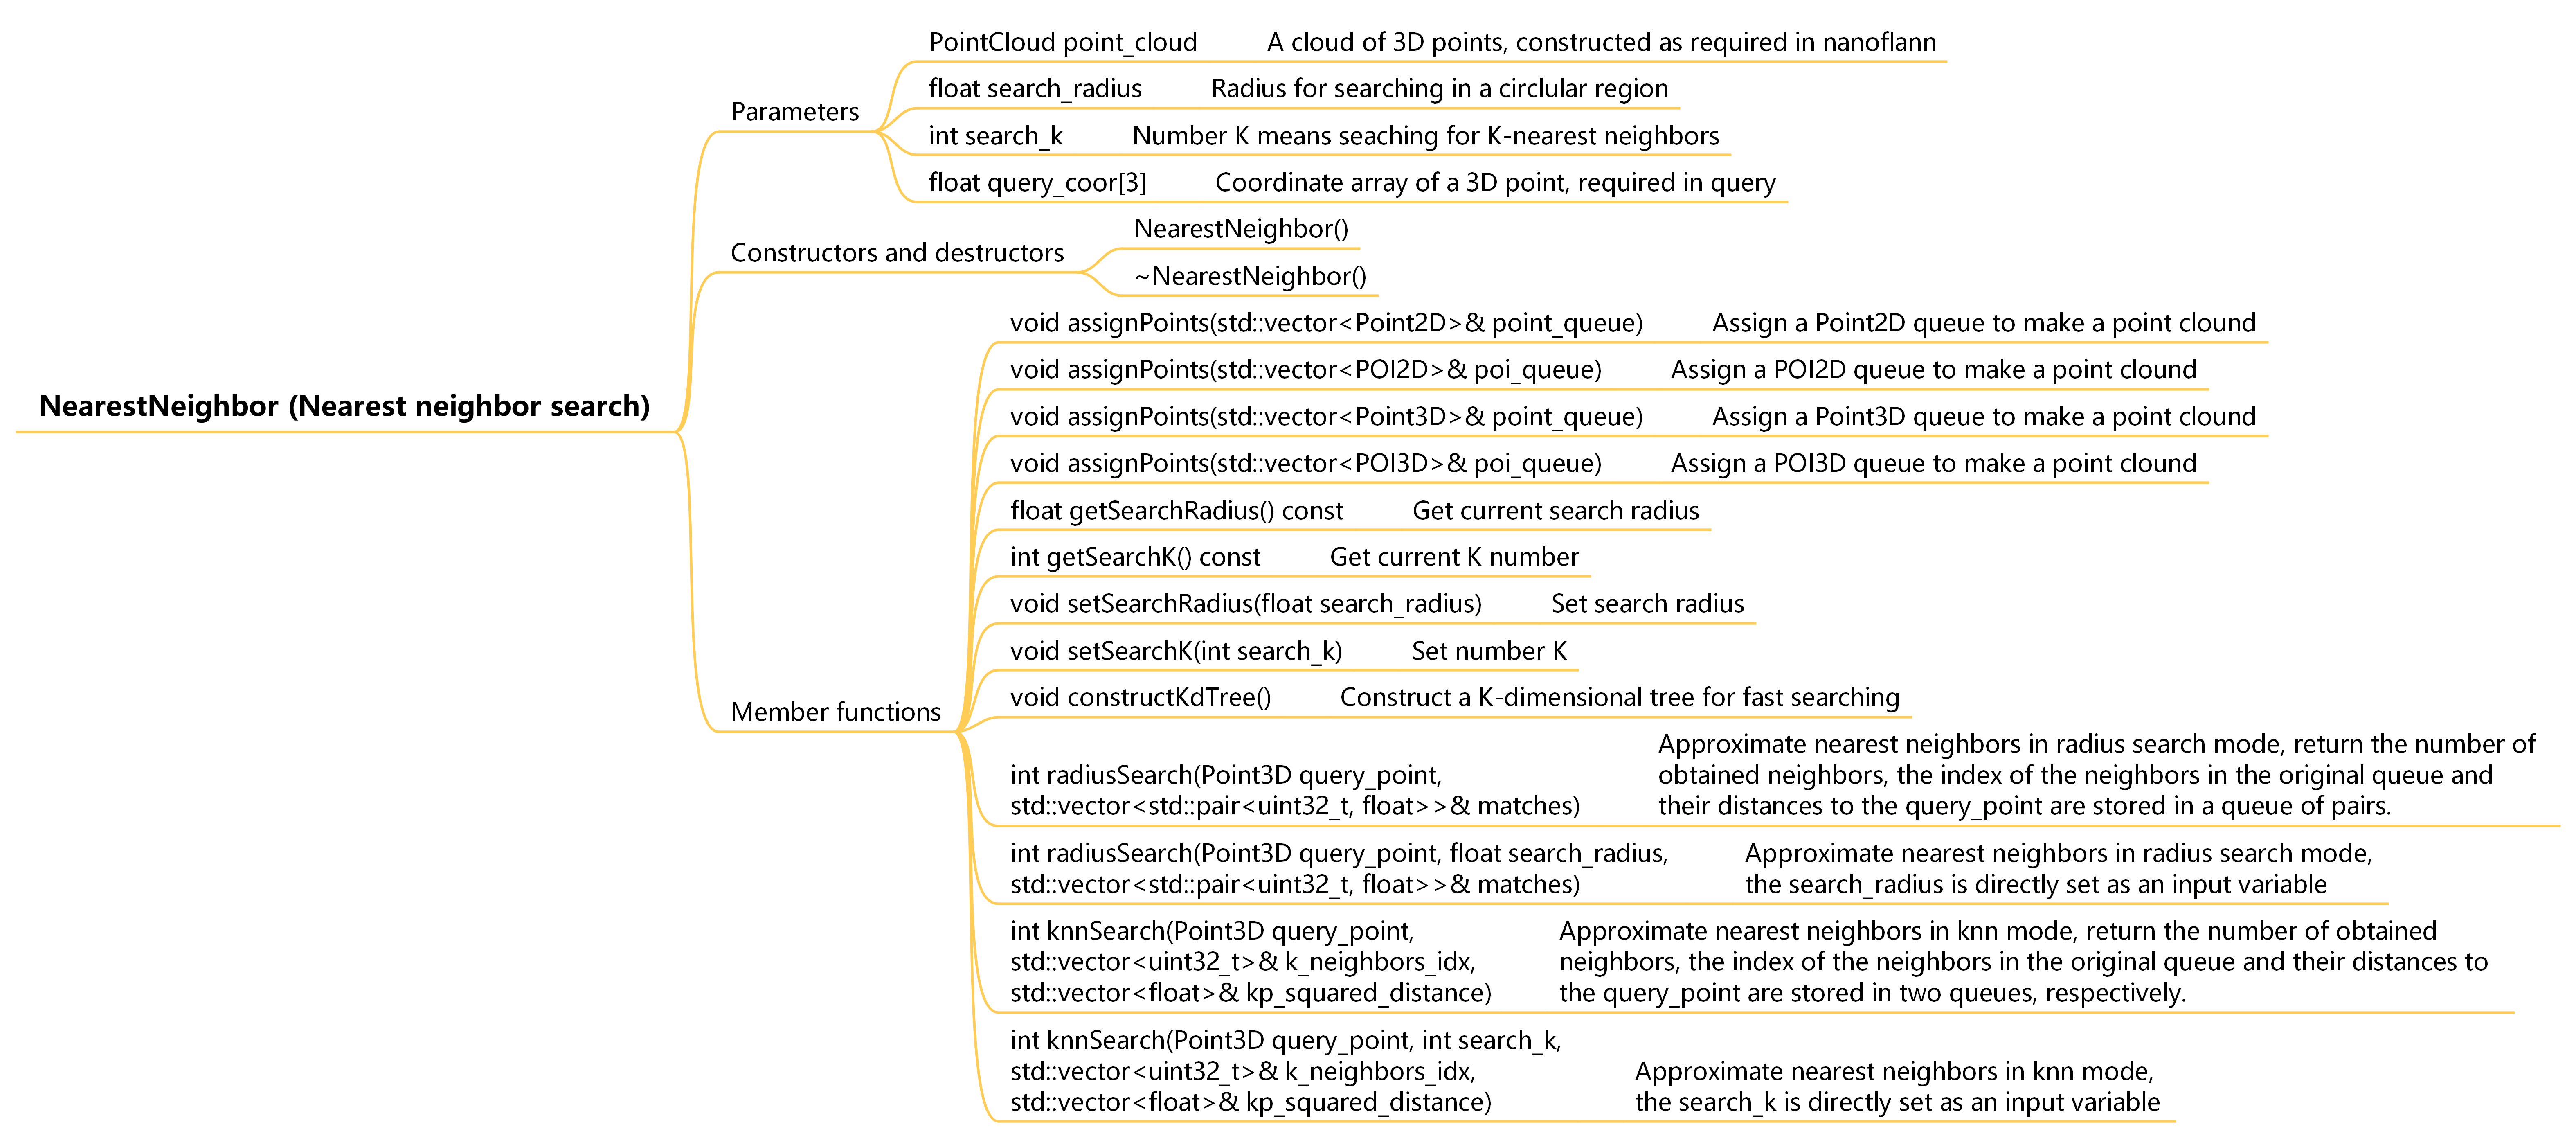 PointCloud point_cloud A cloud of 3D points, constructed as required in nanoflann
float search_radius Radius for searching in a circlular region
Parameters
int search_k Number K means seaching for K-nearest neighbors
float query_coor[3] Coordinate array of a 3D point, required in query
NearestNeighbor()
Constructors and destructors
~NearestNeighbor()
void assignPoints(std::vector<Point2D>& point_queue) Assign a Point2D queue to make a point clound
void assignPoints(std::vector<POI2D>& poi_queue) Assign a POI2D queue to make a point clound
NearestNeighbor (Nearest neighbor search)
void assignPoints(std::vector<Point3D>& point_queue) Assign a Point3D queue to make a point clound
void assignPoints(std::vector<POI3D>& poi_queue) Assign a POI3D queue to make a point clound
float getSearchRadius() const Get current search radius
int getSearchK() const Get current K number
void setSearchRadius(float search_radius) Set search radius
void setSearchK(int search_k) Set number K
void constructKdTree() Construct a K-dimensional tree for fast searching
Member functions
int radiusSearch(Point3D query_point,
std::vector<std::pair<uint32_t, float>>& matches)
Approximate nearest neighbors in radius search mode, return the number of
obtained neighbors, the index of the neighbors in the original queue and
their distances to the query_point are stored in a queue of pairs.
int radiusSearch(Point3D query_point, float search_radius,
std::vector<std::pair<uint32_t, float>>& matches)
Approximate nearest neighbors in radius search mode,
the search_radius is directly set as an input variable
int knnSearch(Point3D query_point,
std::vector<uint32_t>& k_neighbors_idx,
std::vector<float>& kp_squared_distance)
Approximate nearest neighbors in knn mode, return the number of obtained
neighbors, the index of the neighbors in the original queue and their distances to
the query_point are stored in two queues, respectively.
int knnSearch(Point3D query_point, int search_k,
std::vector<uint32_t>& k_neighbors_idx,
std::vector<float>& kp_squared_distance)
Approximate nearest neighbors in knn mode,
the search_k is directly set as an input variable